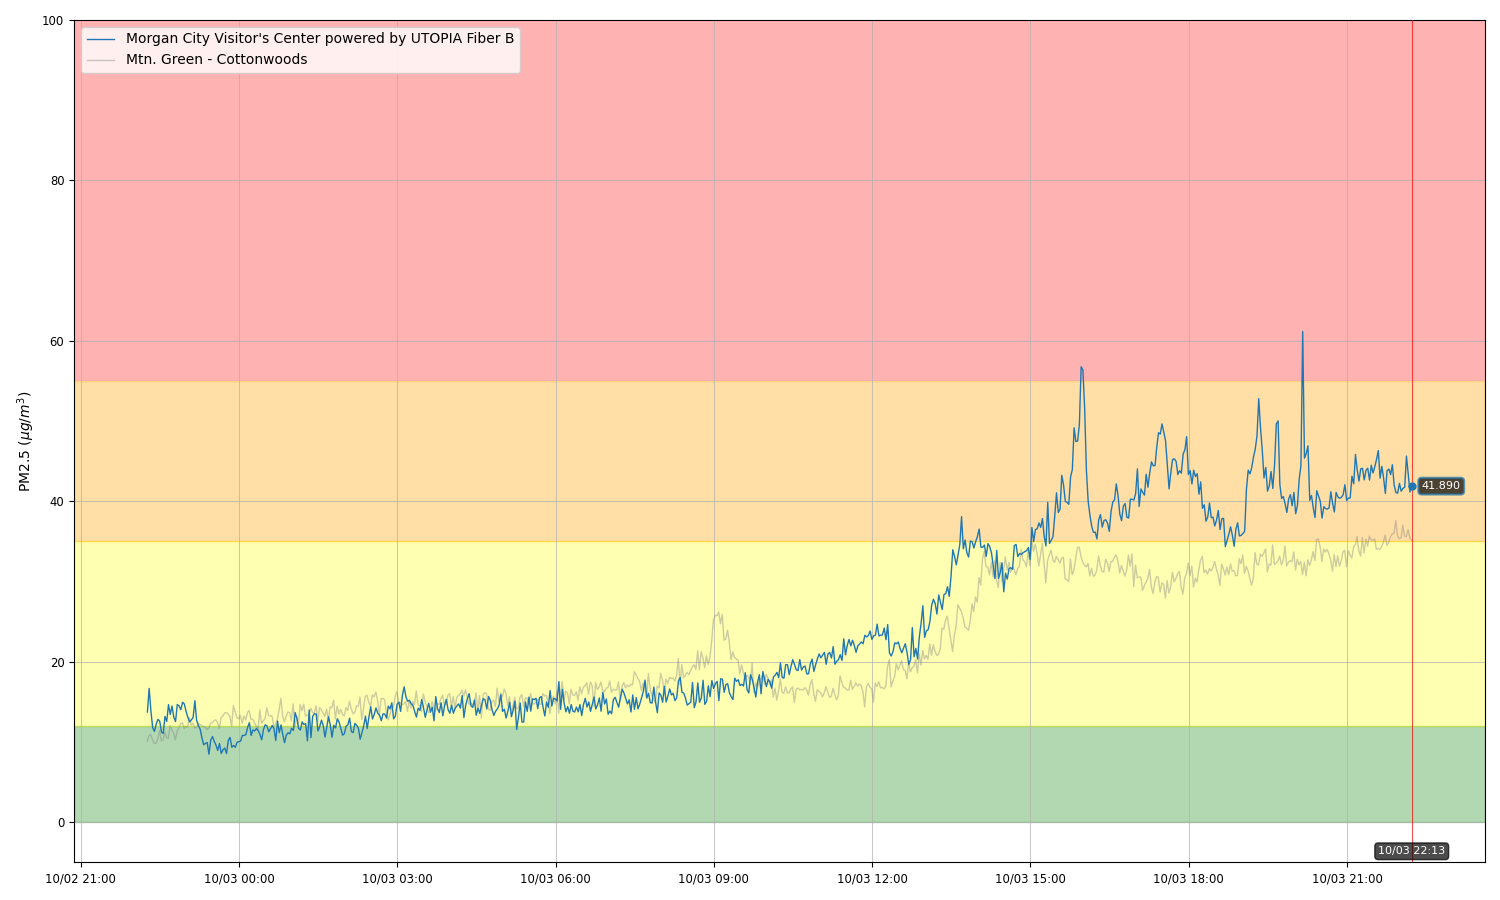 100
80
60
40
20
0
PM2.5 (μg/m³)
Morgan City Visitor's Center powered by UTOPIA Fiber B
Mtn. Green - Cottonwoods
41.890
10/03 22:13
10/02 21:00 10/03 00:00 10/03 03:00 10/03 06:00 10/03 09:00 10/03 12:00 10/03 15:00 10/03 18:00 10/03 21:00